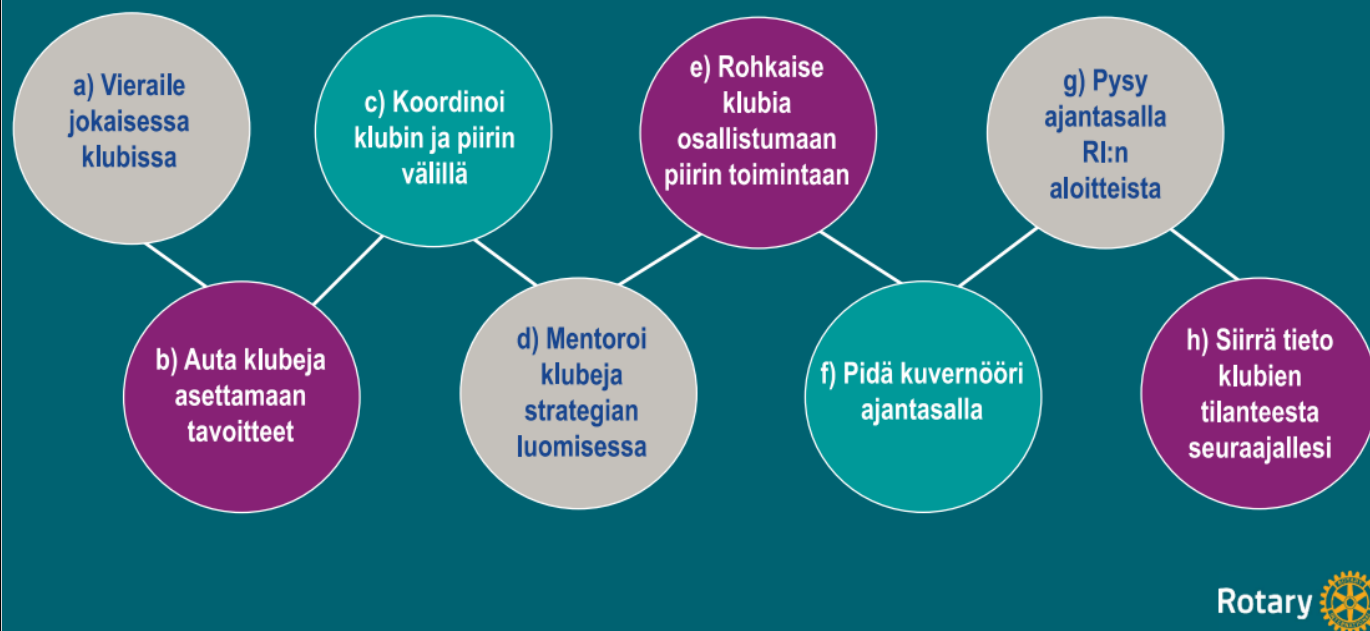 a) Vieraile
jokaisessa
klubissa
b) Auta klubeja
asettamaan
tavoitteet
c) Koordinoi
klubin ja piirin
välillä
d) Mentoroi
klubeja
strategian
luomisessa
e) Rohkaise
klubia
osallistumaan
piirin toimintaan
f) Pidä kuvernööri
ajantasalla
g) Pysy
ajantasalla
RI:n
aloitteista
h) Siirrä tieto
klubien
tilanteesta
seuraajallesi
Rotary